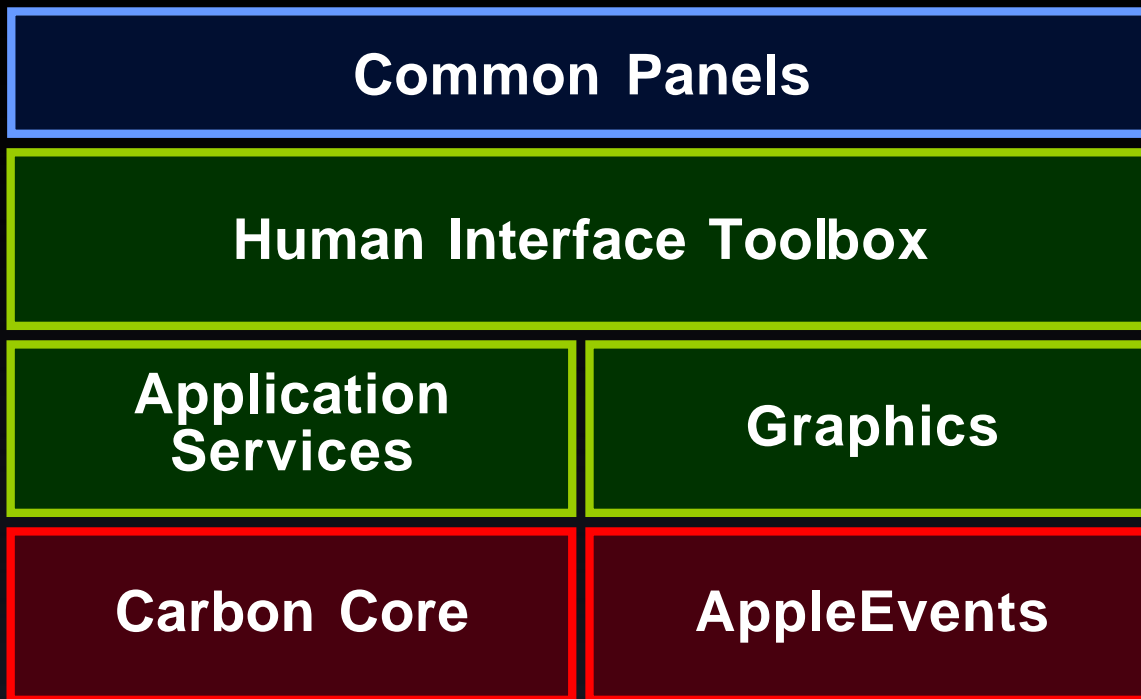 Common Panels
Human Interface Toolbox
Application
Services
Graphics
Carbon Core
AppleEvents